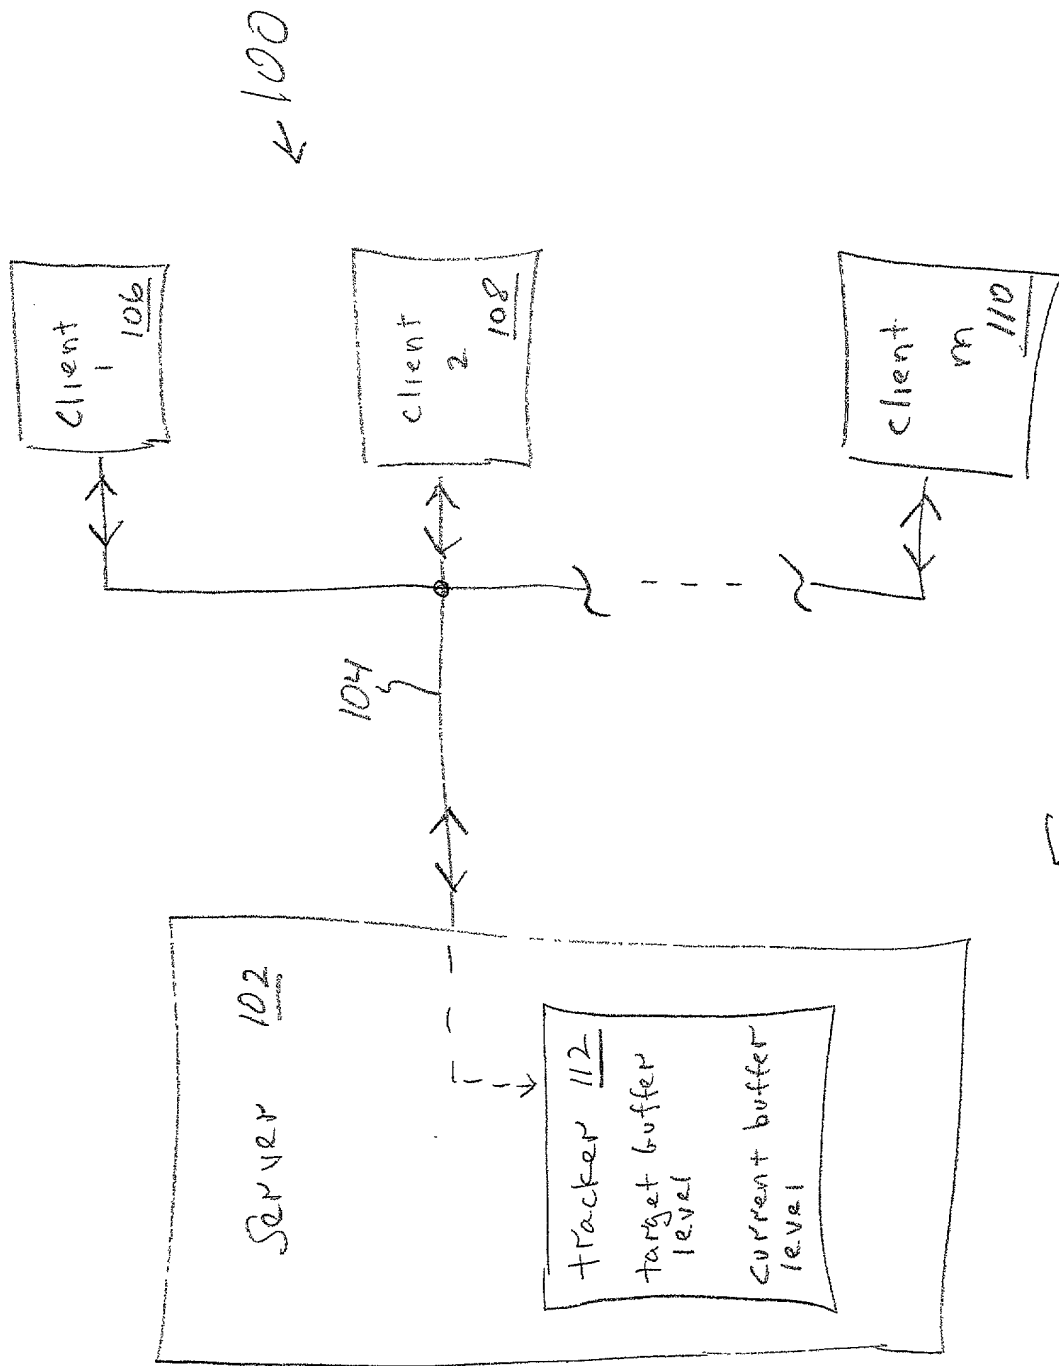 100
Client
1
106
Client
2
108
Client
m
110
104
Server 102
tracker 112
target buffer
level
current buffer
level